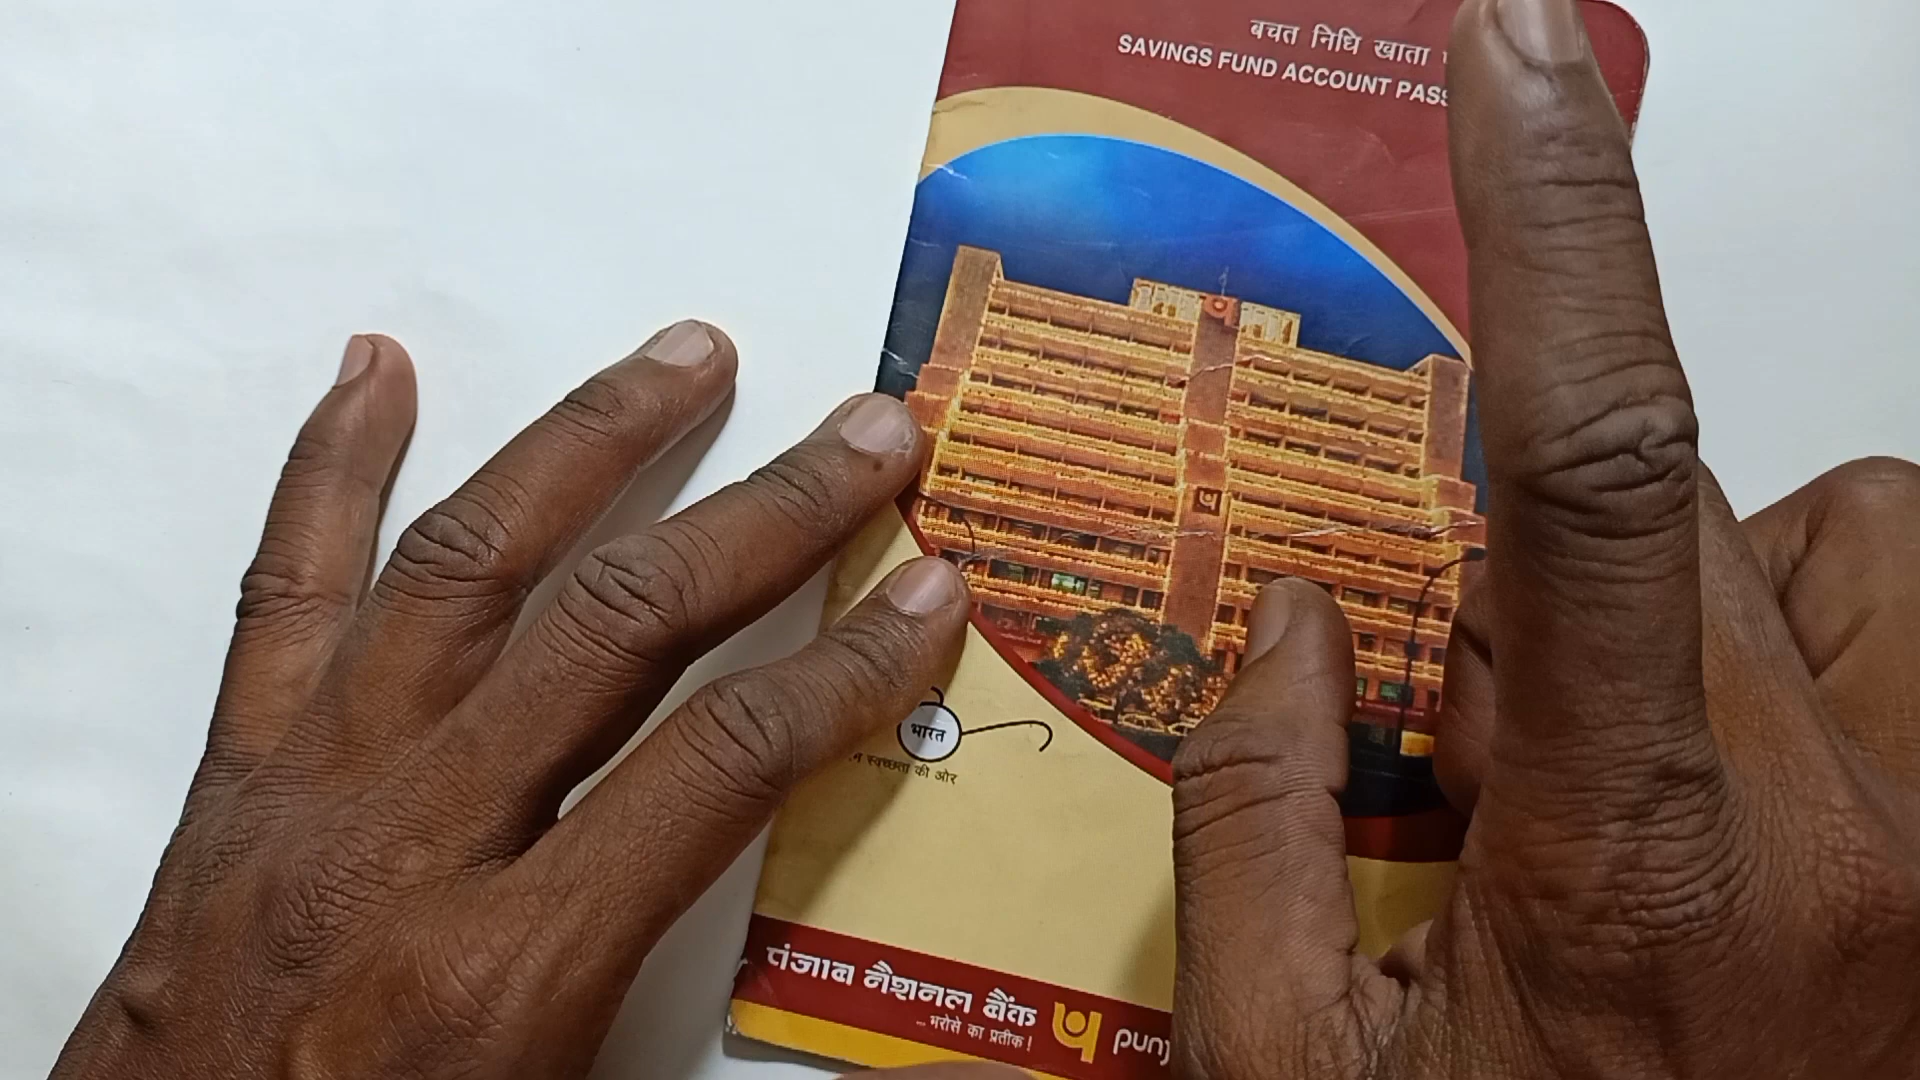 बचत निधि खाता
SAVINGS FUND ACCOUNT PASS
भारत
स्वच्छता की ओर
पंजाब नैशनल बैंक
... भरोसे का प्रतीक !
punj